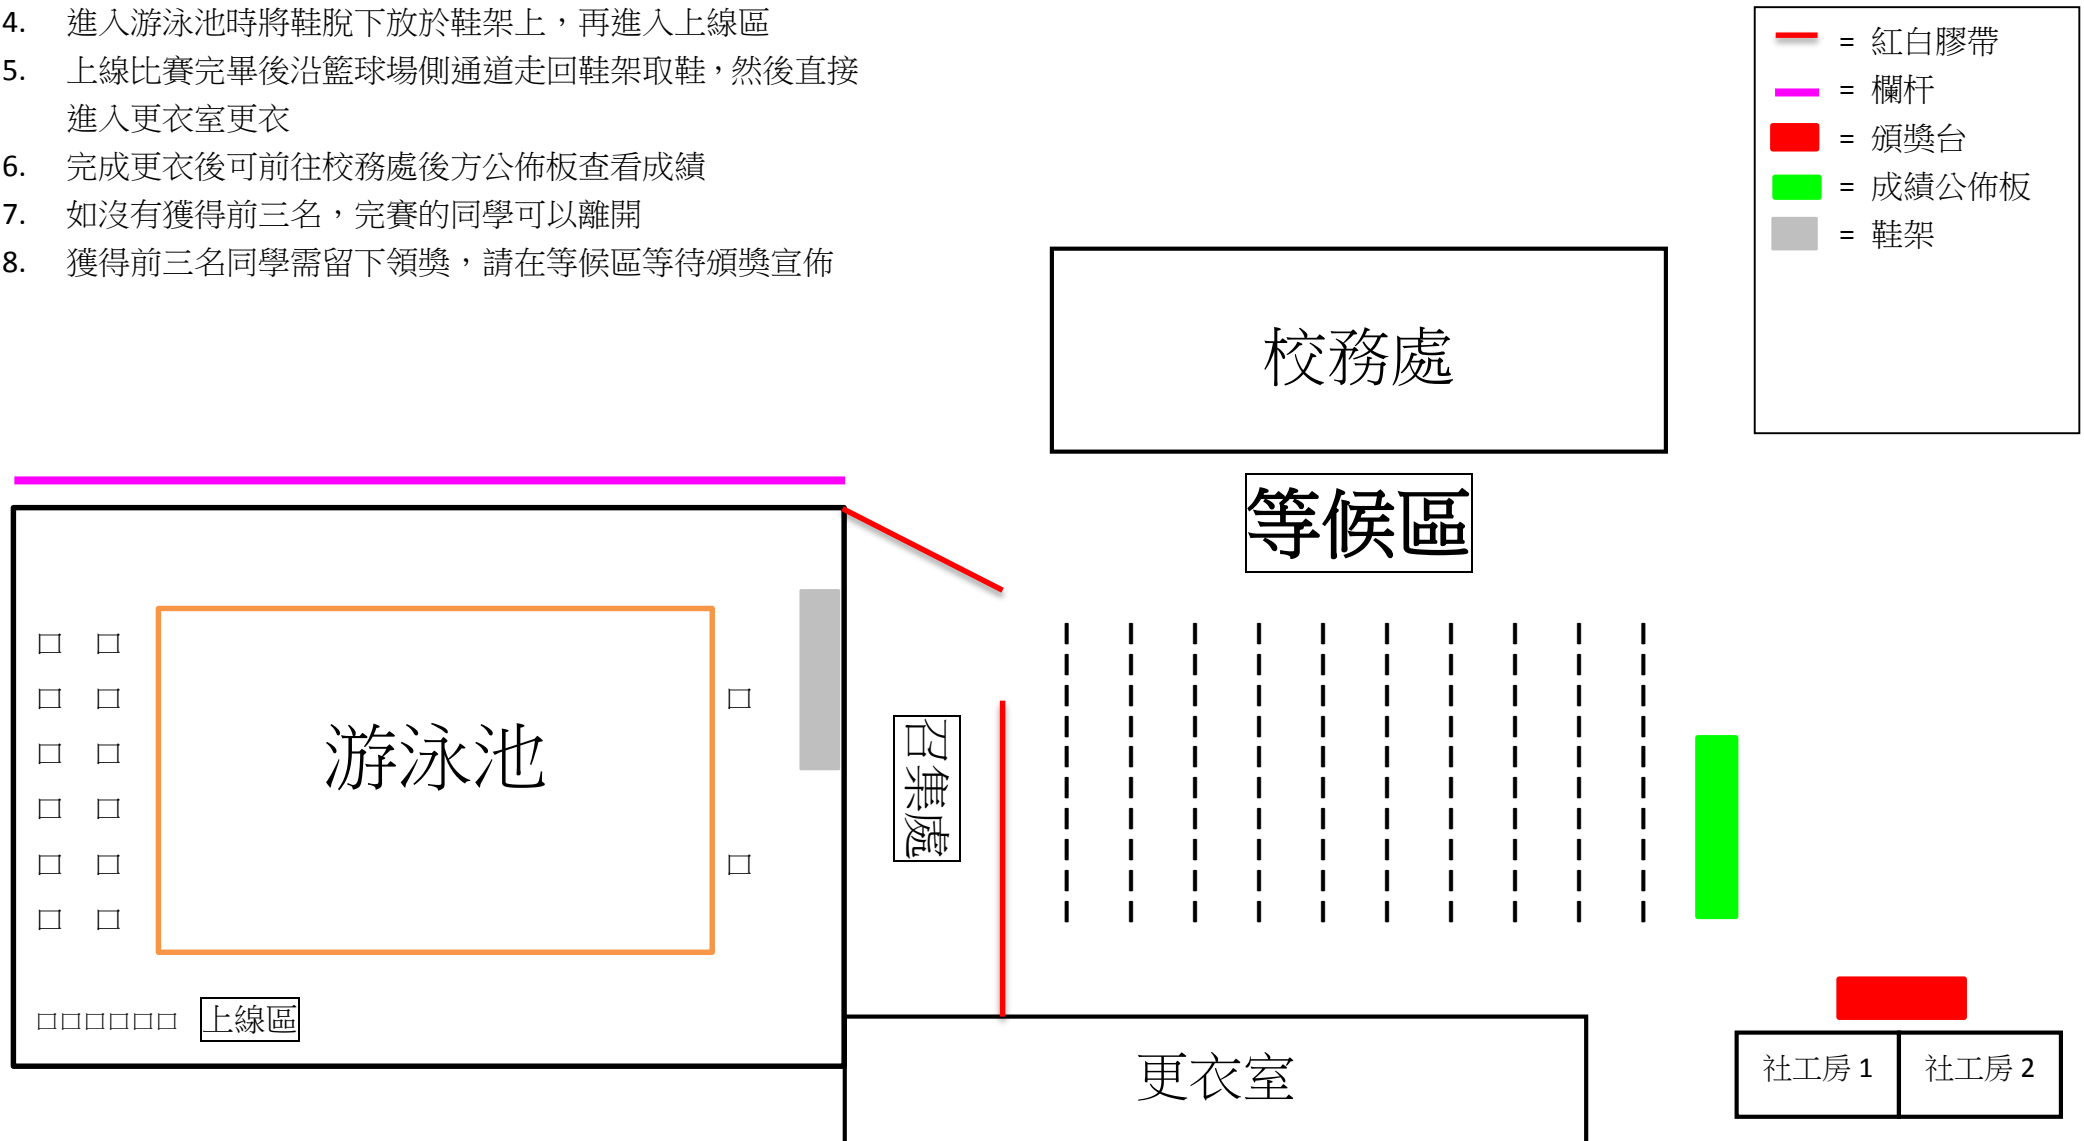 4. 進入游泳池時將鞋脫下放於鞋架上，再進入上線區
5. 上線比賽完畢後沿籃球場側通道走回鞋架取鞋，然後直接
進入更衣室更衣
6. 完成更衣後可前往校務處後方公佈板查看成績
7. 如沒有獲得前三名，完賽的同學可以離開
8. 獲得前三名同學需留下領獎，請在等候區等待頒獎宣佈
= 紅白膠帶
= 欄杆
= 頒獎台
= 成績公佈板
= 鞋架
校務處
等候區
游泳池
召集處
上線區
更衣室
社工房 1
社工房 2